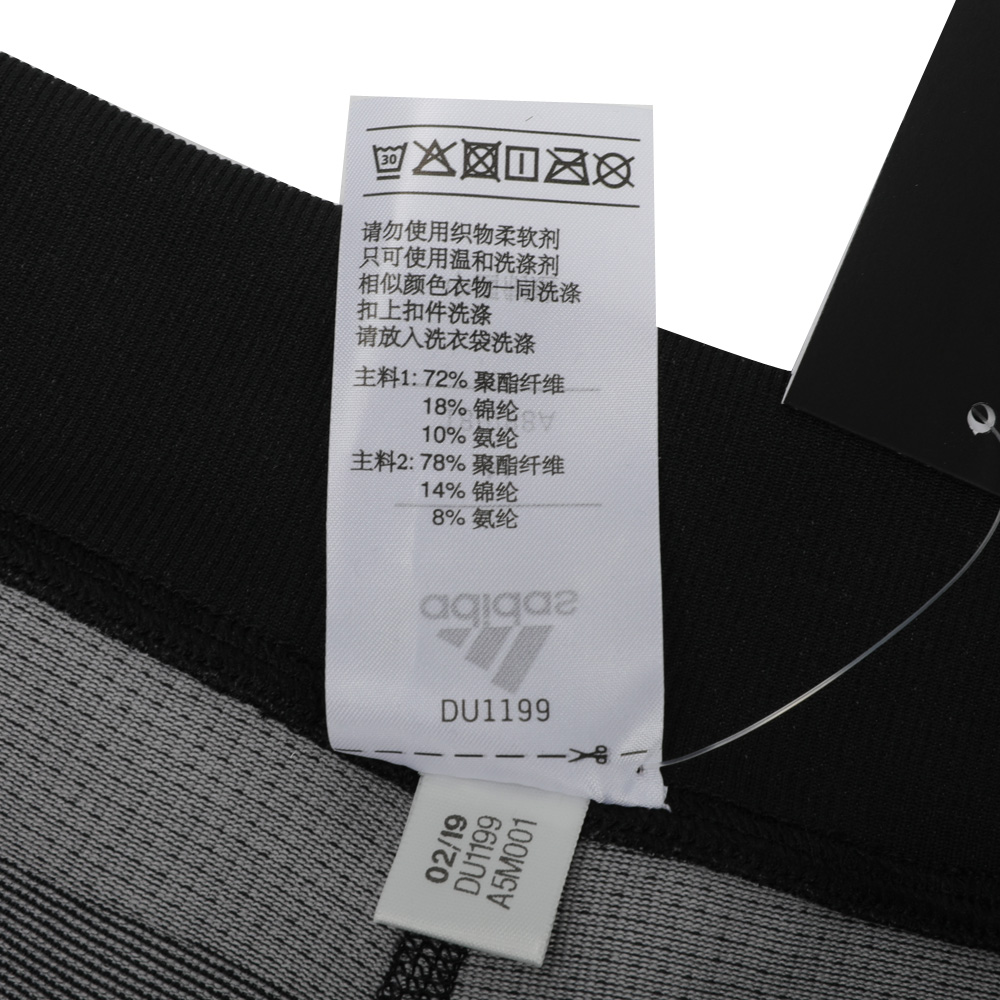 30
请勿使用织物柔软剂
只可使用温和洗涤剂
相似颜色衣物一同洗涤
扣上扣件洗涤
请放入洗衣袋洗涤
主料1: 72% 聚酯纤维
18% 锦纶
10% 氨纶
主料2: 78% 聚酯纤维
14% 锦纶
8% 氨纶
adidas
DU1199
02/19
DU1199
A5M001